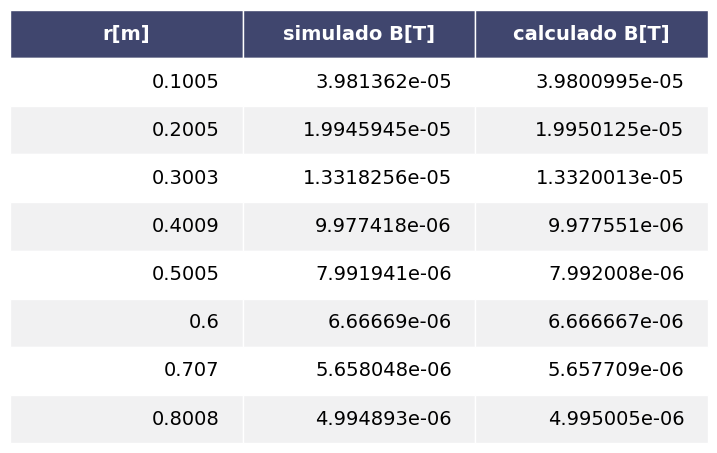 r[m] simulado B[T] calculado B[T]
0.1005 3.981362e-05 3.9800995e-05
0.2005 1.9945945e-05 1.9950125e-05
0.3003 1.3318256e-05 1.3320013e-05
0.4009 9.977418e-06 9.977551e-06
0.5005 7.991941e-06 7.992008e-06
0.6 6.66669e-06 6.666667e-06
0.707 5.658048e-06 5.657709e-06
0.8008 4.994893e-06 4.995005e-06